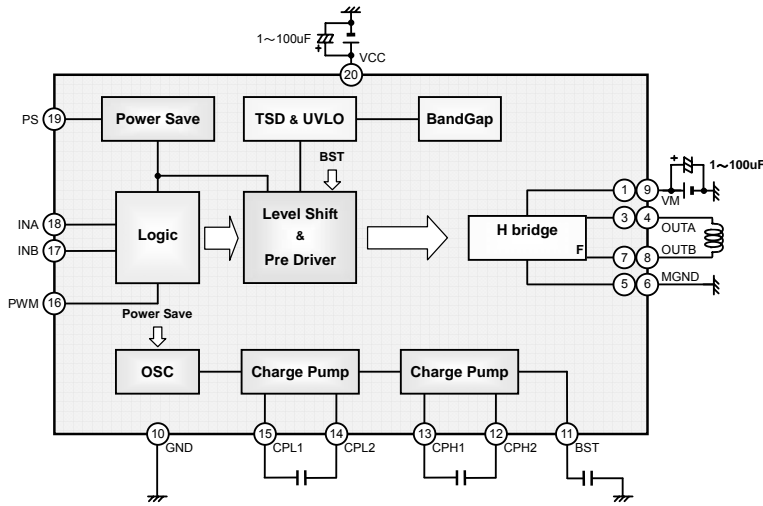 1～100uF
VCC
20
PS 19
Power Save
TSD & UVLO
BandGap
BST
1～100uF
1 9
VM
INA 18
Logic
Level Shift
&
Pre Driver
H bridge
F
3 4
OUTA
INB 17
7 8
OUTB
5 6
MGND
PWM 16
Power Save
OSC
Charge Pump
Charge Pump
10
GND
15
CPL1
14
CPL2
13
CPH1
12
CPH2
11
BST